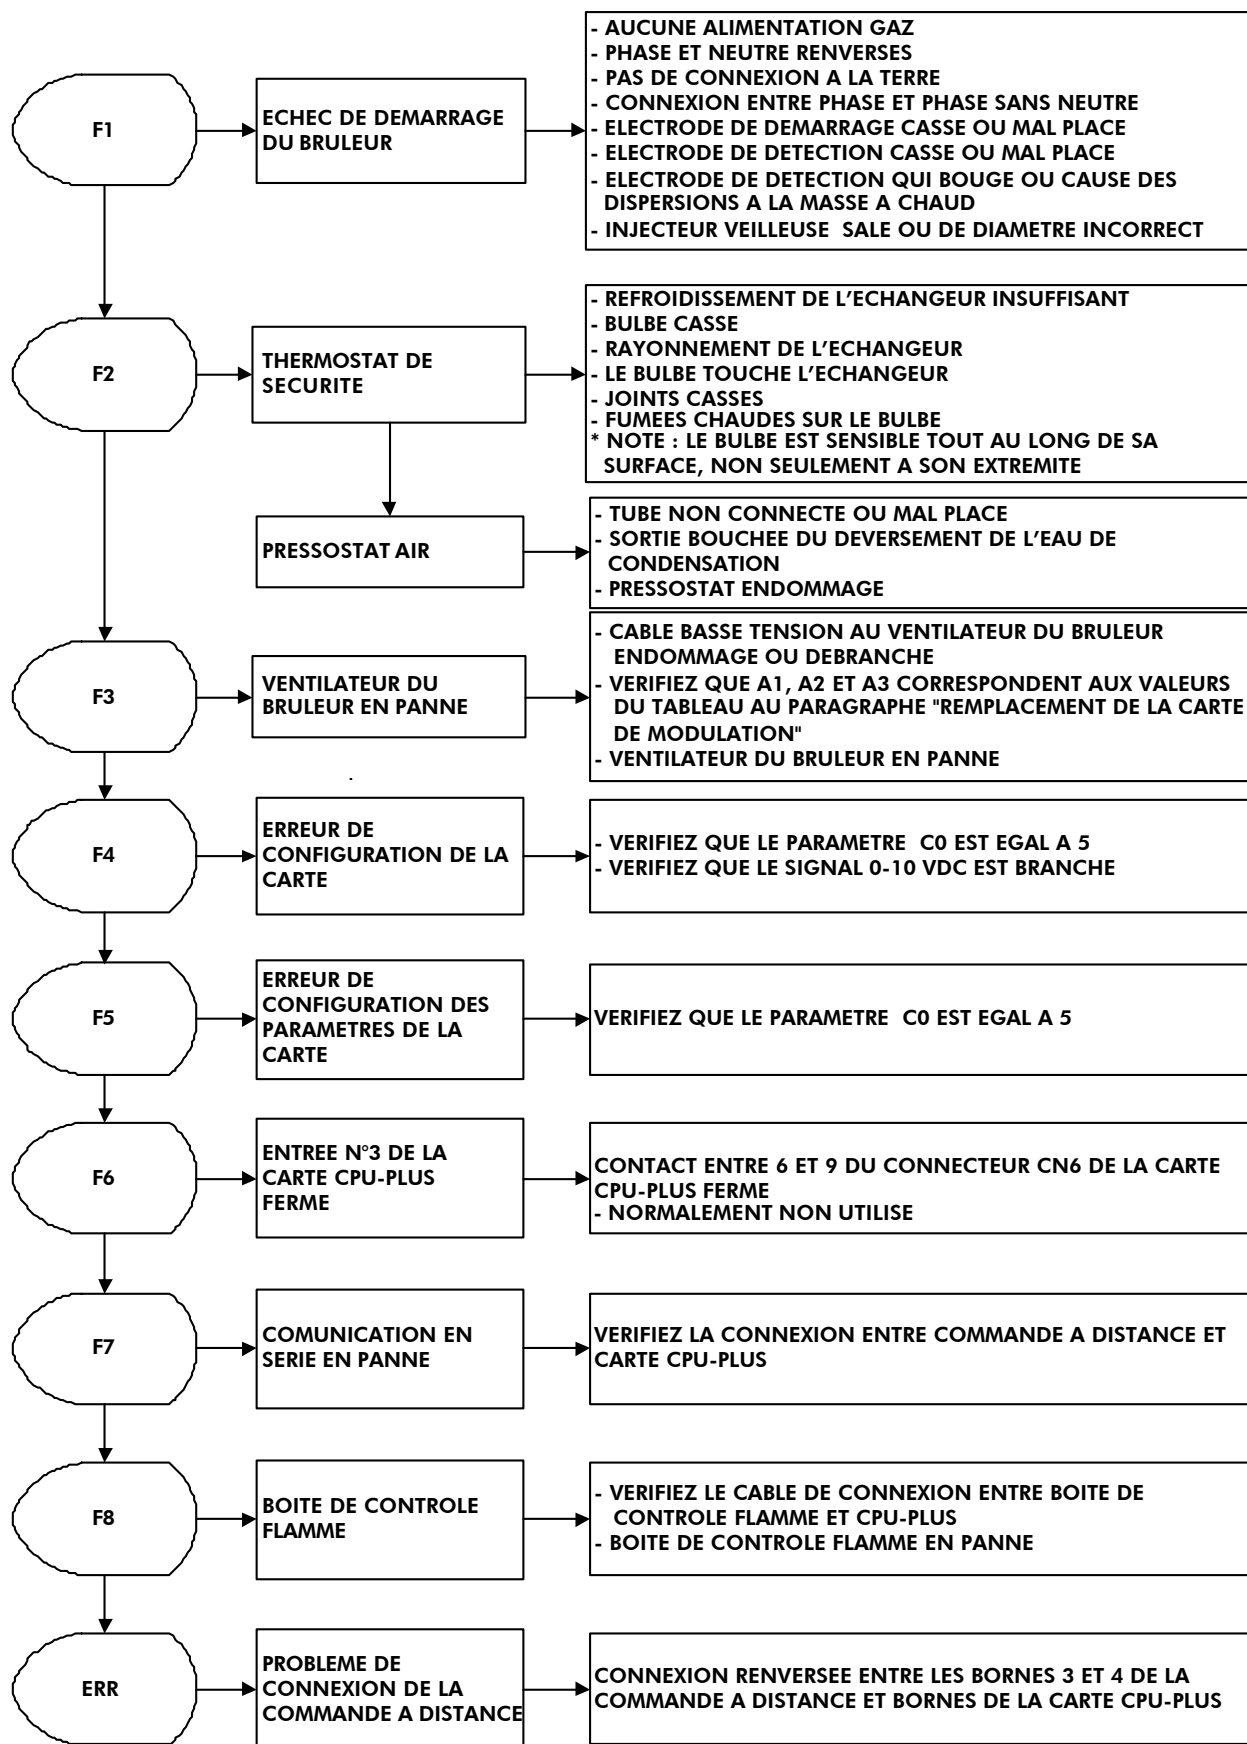 F1
ECHEC DE DEMARRAGE
DU BRULEUR
- AUCUNE ALIMENTATION GAZ
- PHASE ET NEUTRE RENVERSES
- PAS DE CONNEXION A LA TERRE
- CONNEXION ENTRE PHASE ET PHASE SANS NEUTRE
- ELECTRODE DE DEMARRAGE CASSE OU MAL PLACE
- ELECTRODE DE DETECTION CASSE OU MAL PLACE
- ELECTRODE DE DETECTION QUI BOUGE OU CAUSE DES
DISPERSIONS A LA MASSE A CHAUD
- INJECTEUR VEILLEUSE SALE OU DE DIAMETRE INCORRECT
F2
THERMOSTAT DE
SECURITE
- REFROIDISSEMENT DE L'ECHANGEUR INSUFFISANT
- BULBE CASSE
- RAYONNEMENT DE L'ECHANGEUR
- LE BULBE TOUCHE L'ECHANGEUR
- JOINTS CASSES
- FUMEES CHAUDES SUR LE BULBE
* NOTE : LE BULBE EST SENSIBLE TOUT AU LONG DE SA
SURFACE, NON SEULEMENT A SON EXTREMITE
PRESSOSTAT AIR
- TUBE NON CONNECTE OU MAL PLACE
- SORTIE BOUCHEE DU DEVERSEMENT DE L'EAU DE
CONDENSATION
- PRESSOSTAT ENDOMMAGE
F3
VENTILATEUR DU
BRULEUR EN PANNE
- CABLE BASSE TENSION AU VENTILATEUR DU BRULEUR
ENDOMMAGE OU DEBRANCHE
- VERIFIEZ QUE A1, A2 ET A3 CORRESPONDENT AUX VALEURS
DU TABLEAU AU PARAGRAPHE "REMPLACEMENT DE LA CARTE
DE MODULATION"
- VENTILATEUR DU BRULEUR EN PANNE
F4
ERREUR DE
CONFIGURATION DE LA
CARTE
- VERIFIEZ QUE LE PARAMETRE C0 EST EGAL A 5
- VERIFIEZ QUE LE SIGNAL 0-10 VDC EST BRANCHE
F5
ERREUR DE
CONFIGURATION DES
PARAMETRES DE LA
CARTE
VERIFIEZ QUE LE PARAMETRE C0 EST EGAL A 5
F6
ENTREE N°3 DE LA
CARTE CPU-PLUS
FERME
CONTACT ENTRE 6 ET 9 DU CONNECTEUR CN6 DE LA CARTE
CPU-PLUS FERME
- NORMALEMENT NON UTILISE
F7
COMUNICATION EN
SERIE EN PANNE
VERIFIEZ LA CONNEXION ENTRE COMMANDE A DISTANCE ET
CARTE CPU-PLUS
F8
BOITE DE CONTROLE
FLAMME
- VERIFIEZ LE CABLE DE CONNEXION ENTRE BOITE DE
CONTROLE FLAMME ET CPU-PLUS
- BOITE DE CONTROLE FLAMME EN PANNE
ERR
PROBLEME DE
CONNEXION DE LA
COMMANDE A DISTANCE
CONNEXION RENVERSEE ENTRE LES BORNES 3 ET 4 DE LA
COMMANDE A DISTANCE ET BORNES DE LA CARTE CPU-PLUS